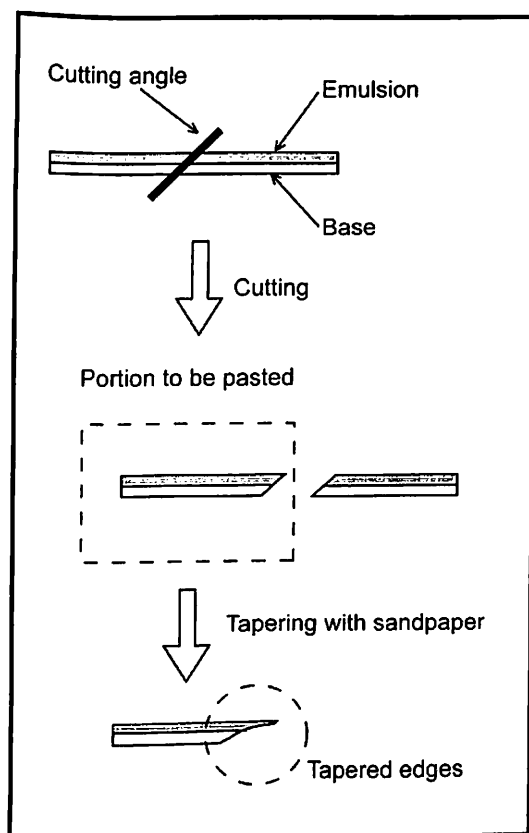 Cutting angle
Emulsion
Base
Cutting
Portion to be pasted
Tapering with sandpaper
Tapered edges